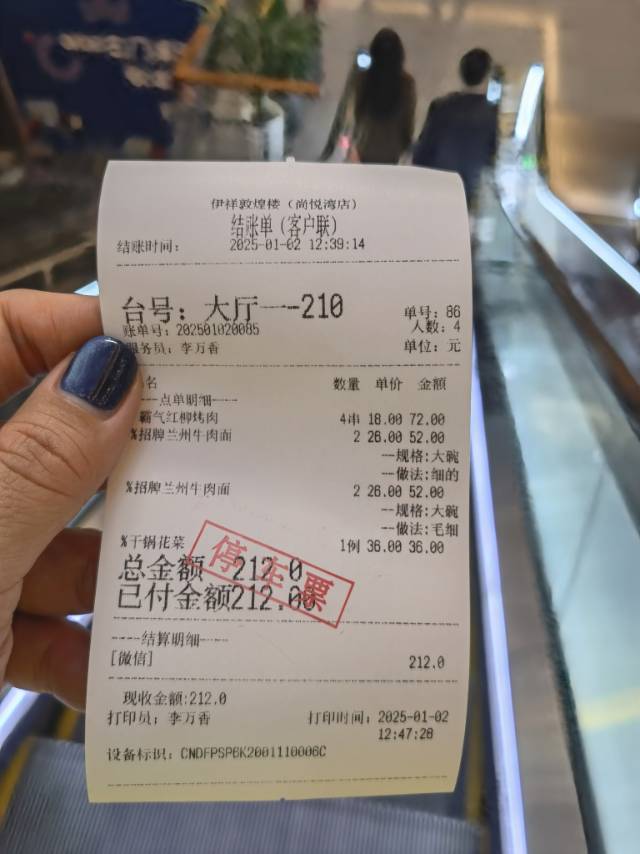 伊祥敦煌楼（尚悦湾店）
结账单（客户联）
结账时间： 2025-01-02 12:39:14
台号：大厅一-210 单号：86
账单号：202501020085 人数：4
服务员：李万香 单位：元
名 数量 单价 金额
----点单明细----
霸气红柳烤肉 4串 18.00 72.00
%招牌兰州牛肉面 2 26.00 52.00
--规格:大碗
--做法:细的
%招牌兰州牛肉面 2 26.00 52.00
--规格:大碗
--做法:毛细
%干锅花菜 1例 36.00 36.00
总金额 212.0
已付金额212.00
停车票
----结算明细----
[微信] 212.0
现收金额:212.0
打印员：李万香 打印时间：2025-01-02
12:47:28
设备标识：CNDFPSP6K2001110006C